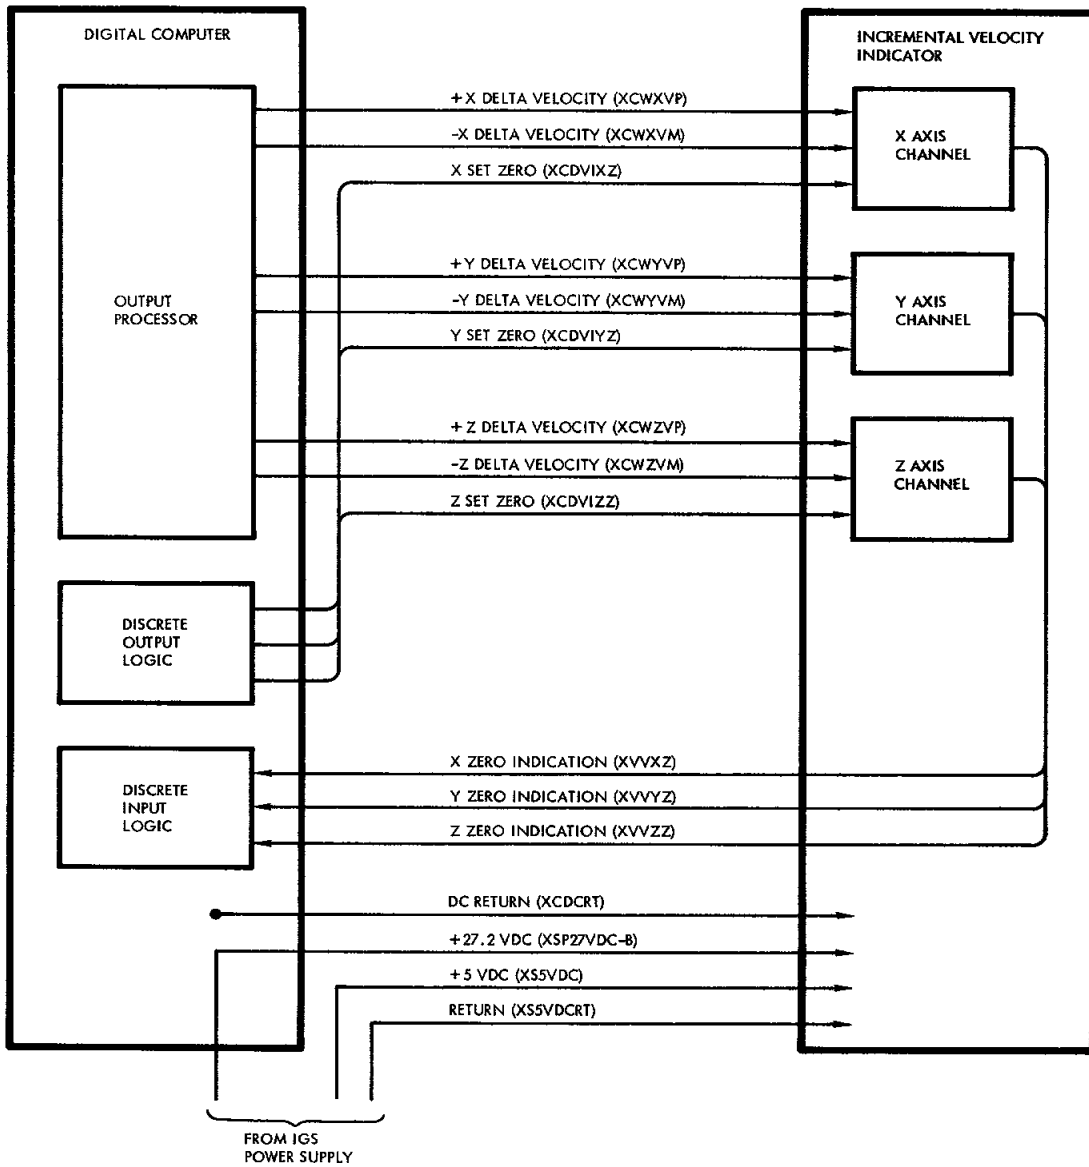 DIGITAL COMPUTER
INCREMENTAL VELOCITY
INDICATOR
+X DELTA VELOCITY (XCWXVP)
-X DELTA VELOCITY (XCWXVM)
X SET ZERO (XCDVIXZ)
X AXIS
CHANNEL
+Y DELTA VELOCITY (XCWYVP)
-Y DELTA VELOCITY (XCWYVM)
Y SET ZERO (XCDVIYZ)
OUTPUT
PROCESSOR
Y AXIS
CHANNEL
+Z DELTA VELOCITY (XCWZVP)
-Z DELTA VELOCITY (XCWZVM)
Z SET ZERO (XCDVIZZ)
Z AXIS
CHANNEL
DISCRETE
OUTPUT
LOGIC
X ZERO INDICATION (XVVXZ)
Y ZERO INDICATION (XVVYZ)
Z ZERO INDICATION (XVVZZ)
DISCRETE
INPUT
LOGIC
DC RETURN (XCDCRT)
+27.2 VDC (XSP27VDC-B)
+5 VDC (XS5VDC)
RETURN (XS5VDCRT)
FROM IGS
POWER SUPPLY